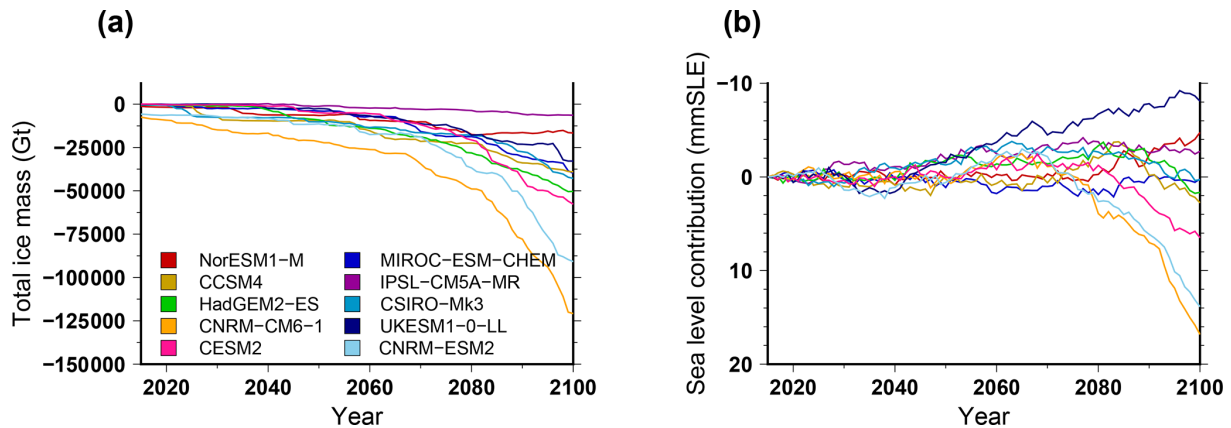 (a)
Total ice mass (Gt)
0
−25000
−50000
−75000
−100000
−125000
−150000
NorESM1−M
CCSM4
HadGEM2−ES
CNRM−CM6−1
CESM2
MIROC−ESM−CHEM
IPSL−CM5A−MR
CSIRO−Mk3
UKESM1−0−LL
CNRM−ESM2
2020 2040 2060 2080 2100
Year
(b)
Sea level contribution (mmSLE)
−10
0
10
20
2020 2040 2060 2080 2100
Year